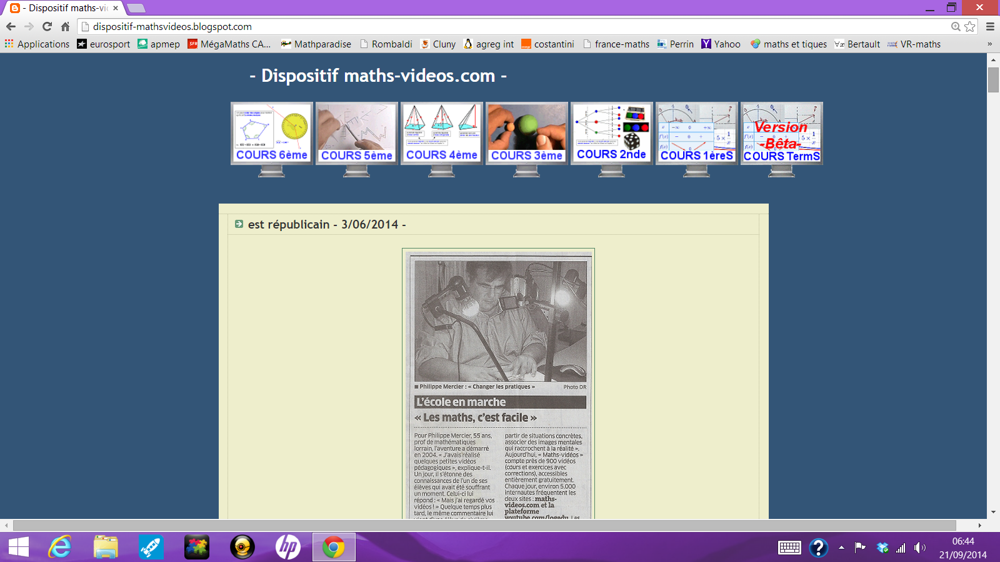 - Dispositif maths-vi
dispositif-mathsvideos.blogspot.com
Applications eurosport apmep MégaMaths CA... Mathparadise Rombaldi Cluny agreg int costantini france-maths Perrin Yahoo maths et tiques Bertault VR-maths »
- Dispositif maths-videos.com -
COURS 6ème
COURS 5ème
COURS 4ème
COURS 3ème
COURS 2nde
COURS 1èreS
Version
-Bêta-
COURS TermS
est républicain - 3/06/2014 -
■ Philippe Mercier : « Changer les pratiques » Photo DR
L'école en marche
« Les maths, c'est facile »
Pour Philippe Mercier, 55 ans,
prof de mathématiques
lorrain, l'aventure a démarré
en 2004. « J'avais réalisé
quelques petites vidéos
pédagogiques », explique-t-il.
Un jour, il s'étonne des
connaissances de l'un de ses
élèves qui avait été souffrant
un moment. Celui-ci lui
répond : « Mais j'ai regardé vos
vidéos ! » Quelque temps plus
tard, le même commentaire lui
partir de situations concrètes,
associer des images mentales
qui raccrochent à la réalité ».
Aujourd'hui, « Maths-vidéos »
compte près de 900 vidéos
(cours et exercices avec
corrections), accessibles
entièrement gratuitement.
Chaque jour, environ 5.000
internautes fréquentent les
deux sites : maths-
videos.com et la
plateforme
youtube.com/logedu. Les
06:44
21/09/2014